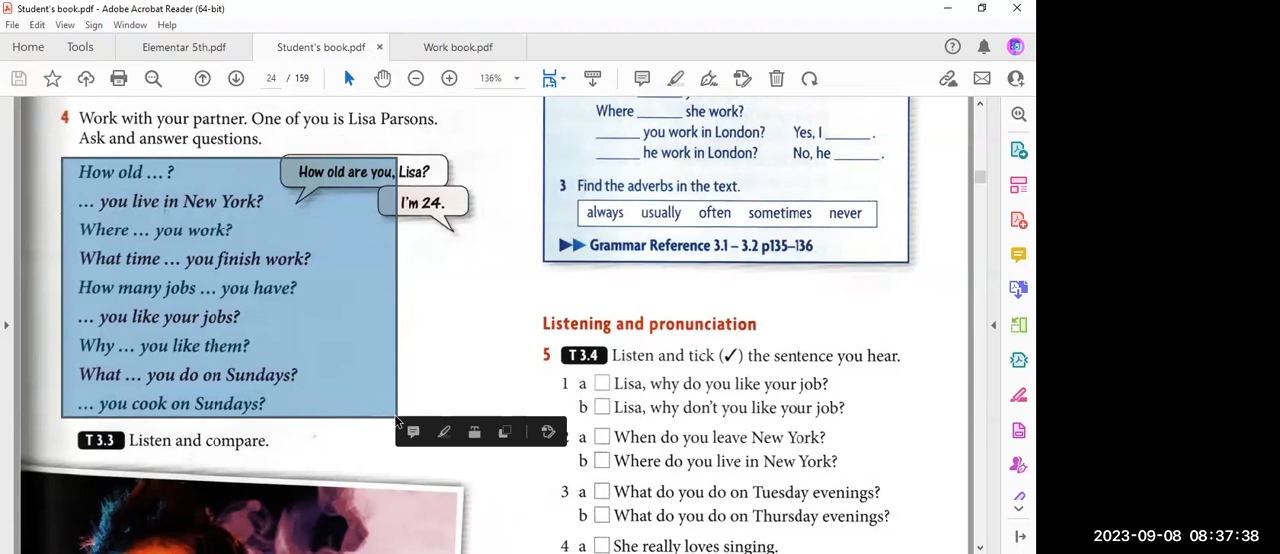 Student's book.pdf - Adobe Acrobat Reader (64-bit)
File Edit View Sign Window Help
Home Tools Elementar 5th.pdf Student's book.pdf × Work book.pdf
24 / 159 136%
4 Work with your partner. One of you is Lisa Parsons.
Ask and answer questions.
How old … ?
How old are you, Lisa?
… you live in New York?
I'm 24.
Where … you work?
What time … you finish work?
How many jobs … you have?
… you like your jobs?
Why … you like them?
What … you do on Sundays?
… you cook on Sundays?
T 3.3 Listen and compare.
Where ______ she work?
______ you work in London? Yes, I ______ .
______ he work in London? No, he ______ .
3 Find the adverbs in the text.
always usually often sometimes never
▶▶ Grammar Reference 3.1 – 3.2 p135–136
Listening and pronunciation
5 T 3.4 Listen and tick (✓) the sentence you hear.
1 a Lisa, why do you like your job?
b Lisa, why don't you like your job?
a When do you leave New York?
b Where do you live in New York?
3 a What do you do on Tuesday evenings?
b What do you do on Thursday evenings?
4 a She really loves singing.
2023-09-08 08:37:38